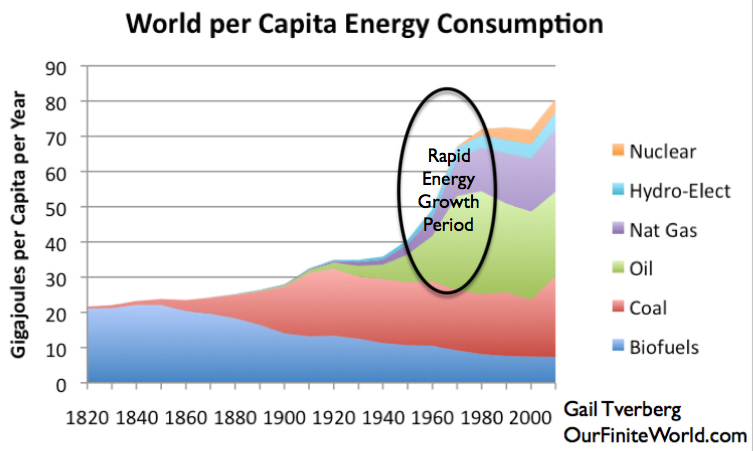 World per Capita Energy Consumption
Gigajoules per Capita per Year
90
80
70
60
50
40
30
20
10
0
1820 1840 1860 1880 1900 1920 1940 1960 1980 2000
Rapid
Energy
Growth
Period
Nuclear
Hydro-Elect
Nat Gas
Oil
Coal
Biofuels
Gail Tverberg
OurFiniteWorld.com